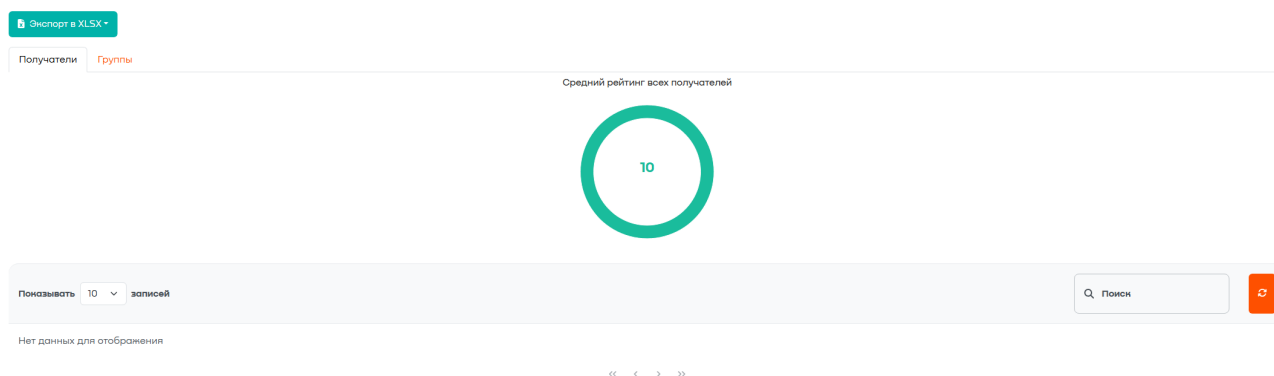 Экспорт в XLSX
Получатели Группы
Средний рейтинг всех получателей
10
Показывать 10 записей Поиск
Нет данных для отображения
« ‹ › »